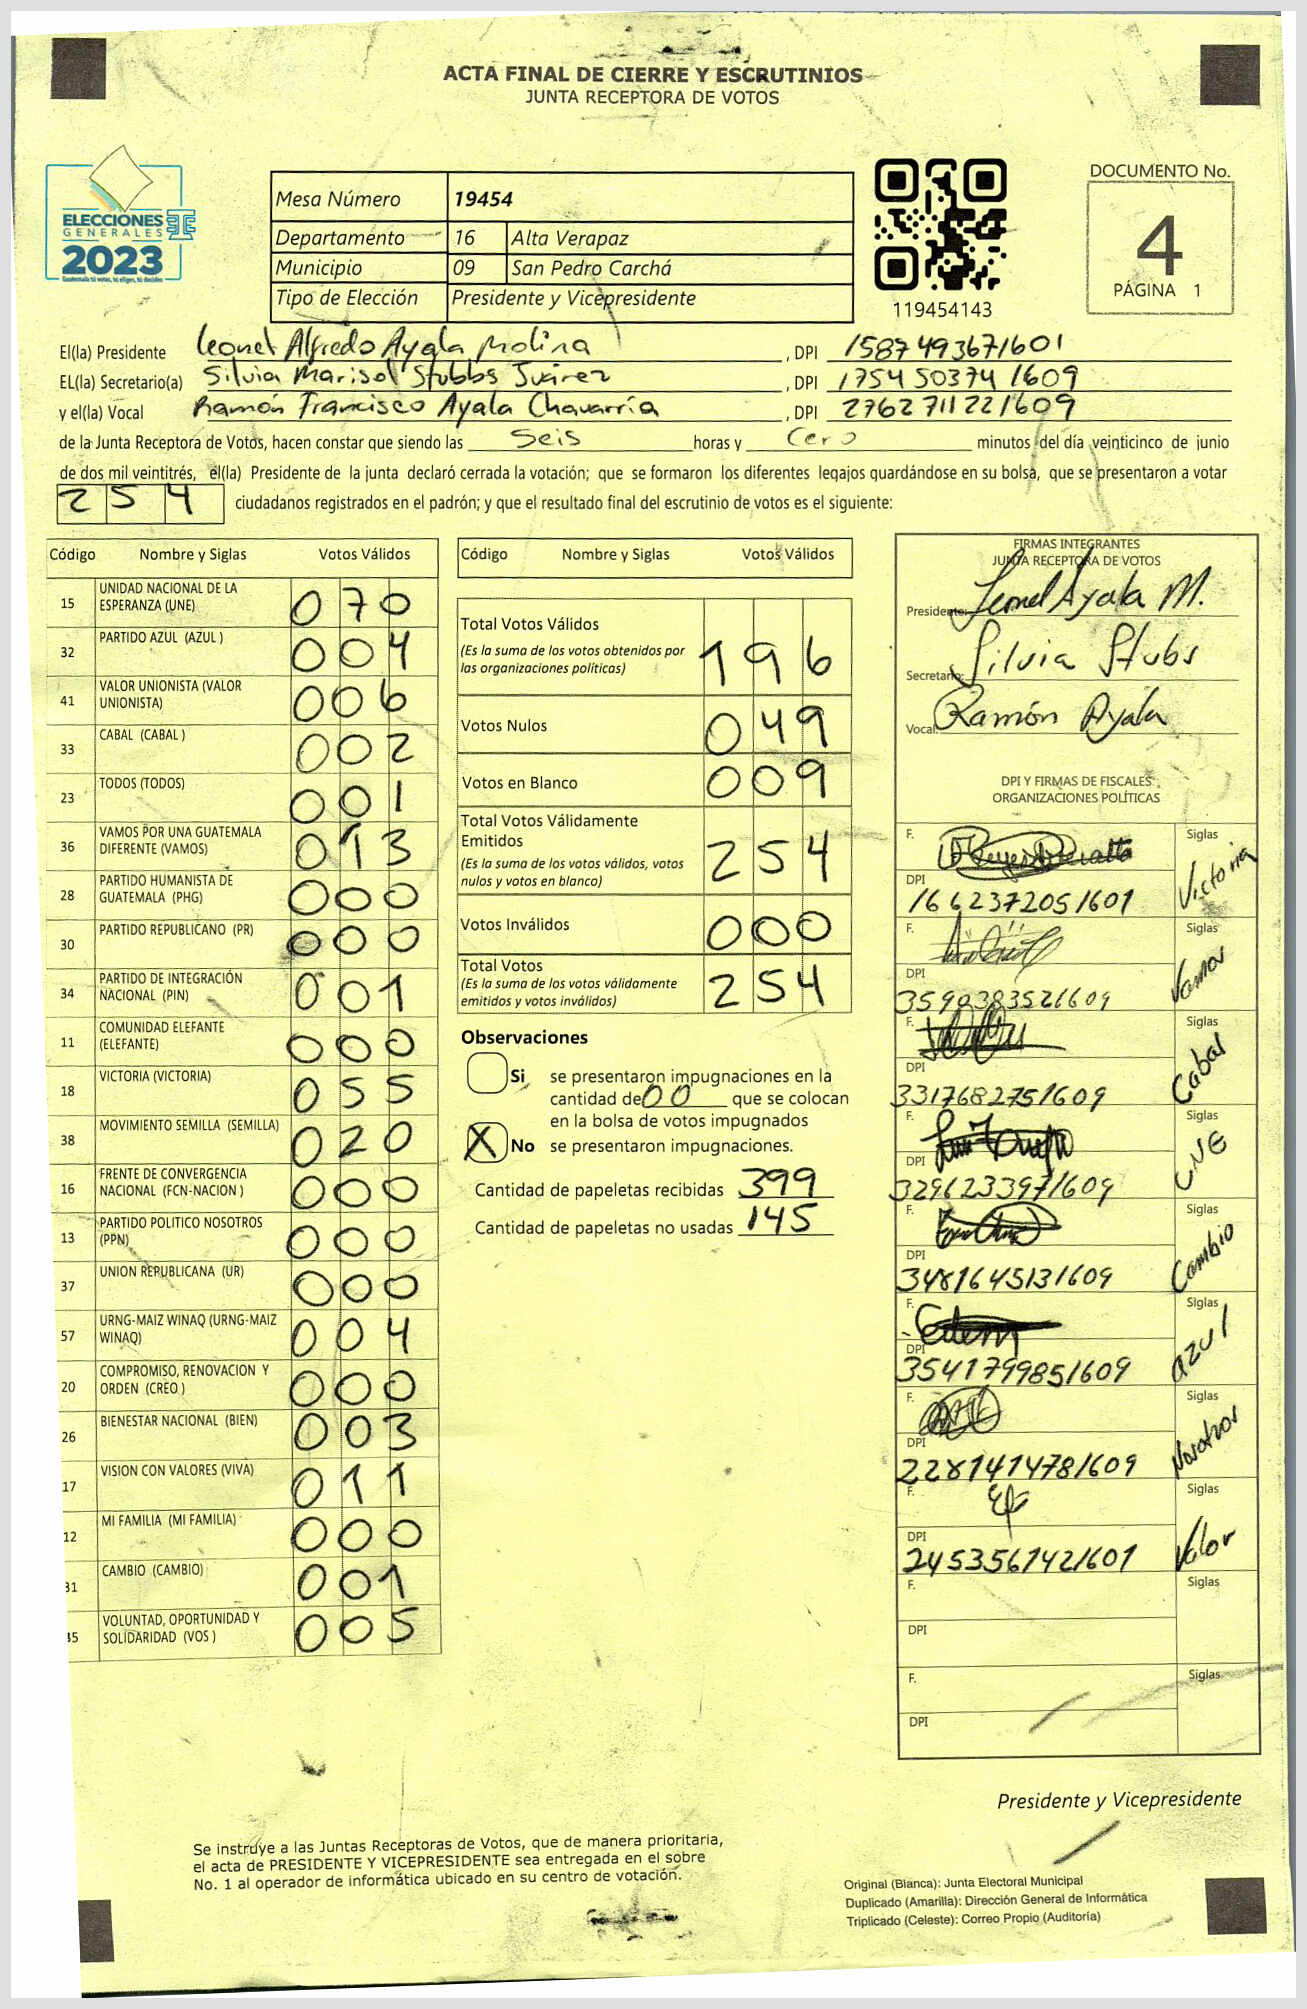 ACTA FINAL DE CIERRE Y ESCRUTINIOS
JUNTA RECEPTORA DE VOTOS
ELECCIONES
GENERALES
2023
Guatemala tú votas, tú eliges, tú decides
Mesa Número 19454
Departamento 16 Alta Verapaz
Municipio 09 San Pedro Carchá
Tipo de Elección Presidente y Vicepresidente
119454143
DOCUMENTO No.
4
PÁGINA 1
El(la) Presidente Leonel Alfredo Ayala Molina, DPI 1587493671601
EL(la) Secretario(a) Silvia Marisol Stubbs Juárez, DPI 1754503741609
y el(la) Vocal Ramón Francisco Ayala Chavarría, DPI 2762711221609
de la Junta Receptora de Votos, hacen constar que siendo las Seis horas y Cero minutos del día veinticinco de junio
de dos mil veintitrés, el(la) Presidente de la junta declaró cerrada la votación; que se formaron los diferentes legajos quardándose en su bolsa, que se presentaron a votar
254 ciudadanos registrados en el padrón; y que el resultado final del escrutinio de votos es el siguiente:
Código Nombre y Siglas Votos Válidos
15 UNIDAD NACIONAL DE LA ESPERANZA (UNE) 070
32 PARTIDO AZUL (AZUL ) 004
41 VALOR UNIONISTA (VALOR UNIONISTA) 006
33 CABAL (CABAL ) 002
23 TODOS (TODOS) 001
36 VAMOS POR UNA GUATEMALA DIFERENTE (VAMOS) 013
28 PARTIDO HUMANISTA DE GUATEMALA (PHG) 000
30 PARTIDO REPUBLICANO (PR) 000
34 PARTIDO DE INTEGRACIÓN NACIONAL (PIN) 001
11 COMUNIDAD ELEFANTE (ELEFANTE) 000
18 VICTORIA (VICTORIA) 055
38 MOVIMIENTO SEMILLA (SEMILLA) 020
16 FRENTE DE CONVERGENCIA NACIONAL (FCN-NACION ) 000
13 PARTIDO POLITICO NOSOTROS (PPN) 000
37 UNION REPUBLICANA (UR) 000
57 URNG-MAIZ WINAQ (URNG-MAIZ WINAQ) 004
20 COMPROMISO, RENOVACION Y ORDEN (CREO ) 000
26 BIENESTAR NACIONAL (BIEN) 003
17 VISION CON VALORES (VIVA) 011
12 MI FAMILIA (MI FAMILIA) 000
31 CAMBIO (CAMBIO) 001
45 VOLUNTAD, OPORTUNIDAD Y SOLIDARIDAD (VOS ) 005
Código Nombre y Siglas Votos Válidos
Total Votos Válidos 196
(Es la suma de los votos obtenidos por
las organizaciones políticas)
Votos Nulos 049
Votos en Blanco 009
Total Votos Válidamente
Emitidos 254
(Es la suma de los votos válidos, votos
nulos y votos en blanco)
Votos Inválidos 000
Total Votos 254
(Es la suma de los votos válidamente
emitidos y votos inválidos)
Observaciones
Si se presentaron impugnaciones en la
cantidad de 00 que se colocan
en la bolsa de votos impugnados
X No se presentaron impugnaciones.
Cantidad de papeletas recibidas 399
Cantidad de papeletas no usadas 145
FIRMAS INTEGRANTES
JUNTA RECEPTORA DE VOTOS
Presidente: Leonel Ayala M.
Secretario: Silvia Stubs
Vocal: Ramón Ayala
DPI Y FIRMAS DE FISCALES
ORGANIZACIONES POLÍTICAS
F. Siglas Victoria
DPI 1662372051601
F. Siglas Vamos
DPI 3590383521609
F. Siglas Cabal
DPI 3317682751609
F. Siglas UNE
DPI 3296233971609
F. Siglas Cambio
DPI 3481645131609
F. Siglas azul
DPI 3541799851609
F. Siglas Nosotros
DPI 2281414781609
F. Siglas Valor
DPI 2453561421601
F. Siglas
DPI
F. Siglas
DPI
Presidente y Vicepresidente
Se instruye a las Juntas Receptoras de Votos, que de manera prioritaria,
el acta de PRESIDENTE Y VICEPRESIDENTE sea entregada en el sobre
No. 1 al operador de informática ubicado en su centro de votación.
Original (Blanca): Junta Electoral Municipal
Duplicado (Amarilla): Dirección General de Informática
Triplicado (Celeste): Correo Propio (Auditoría)